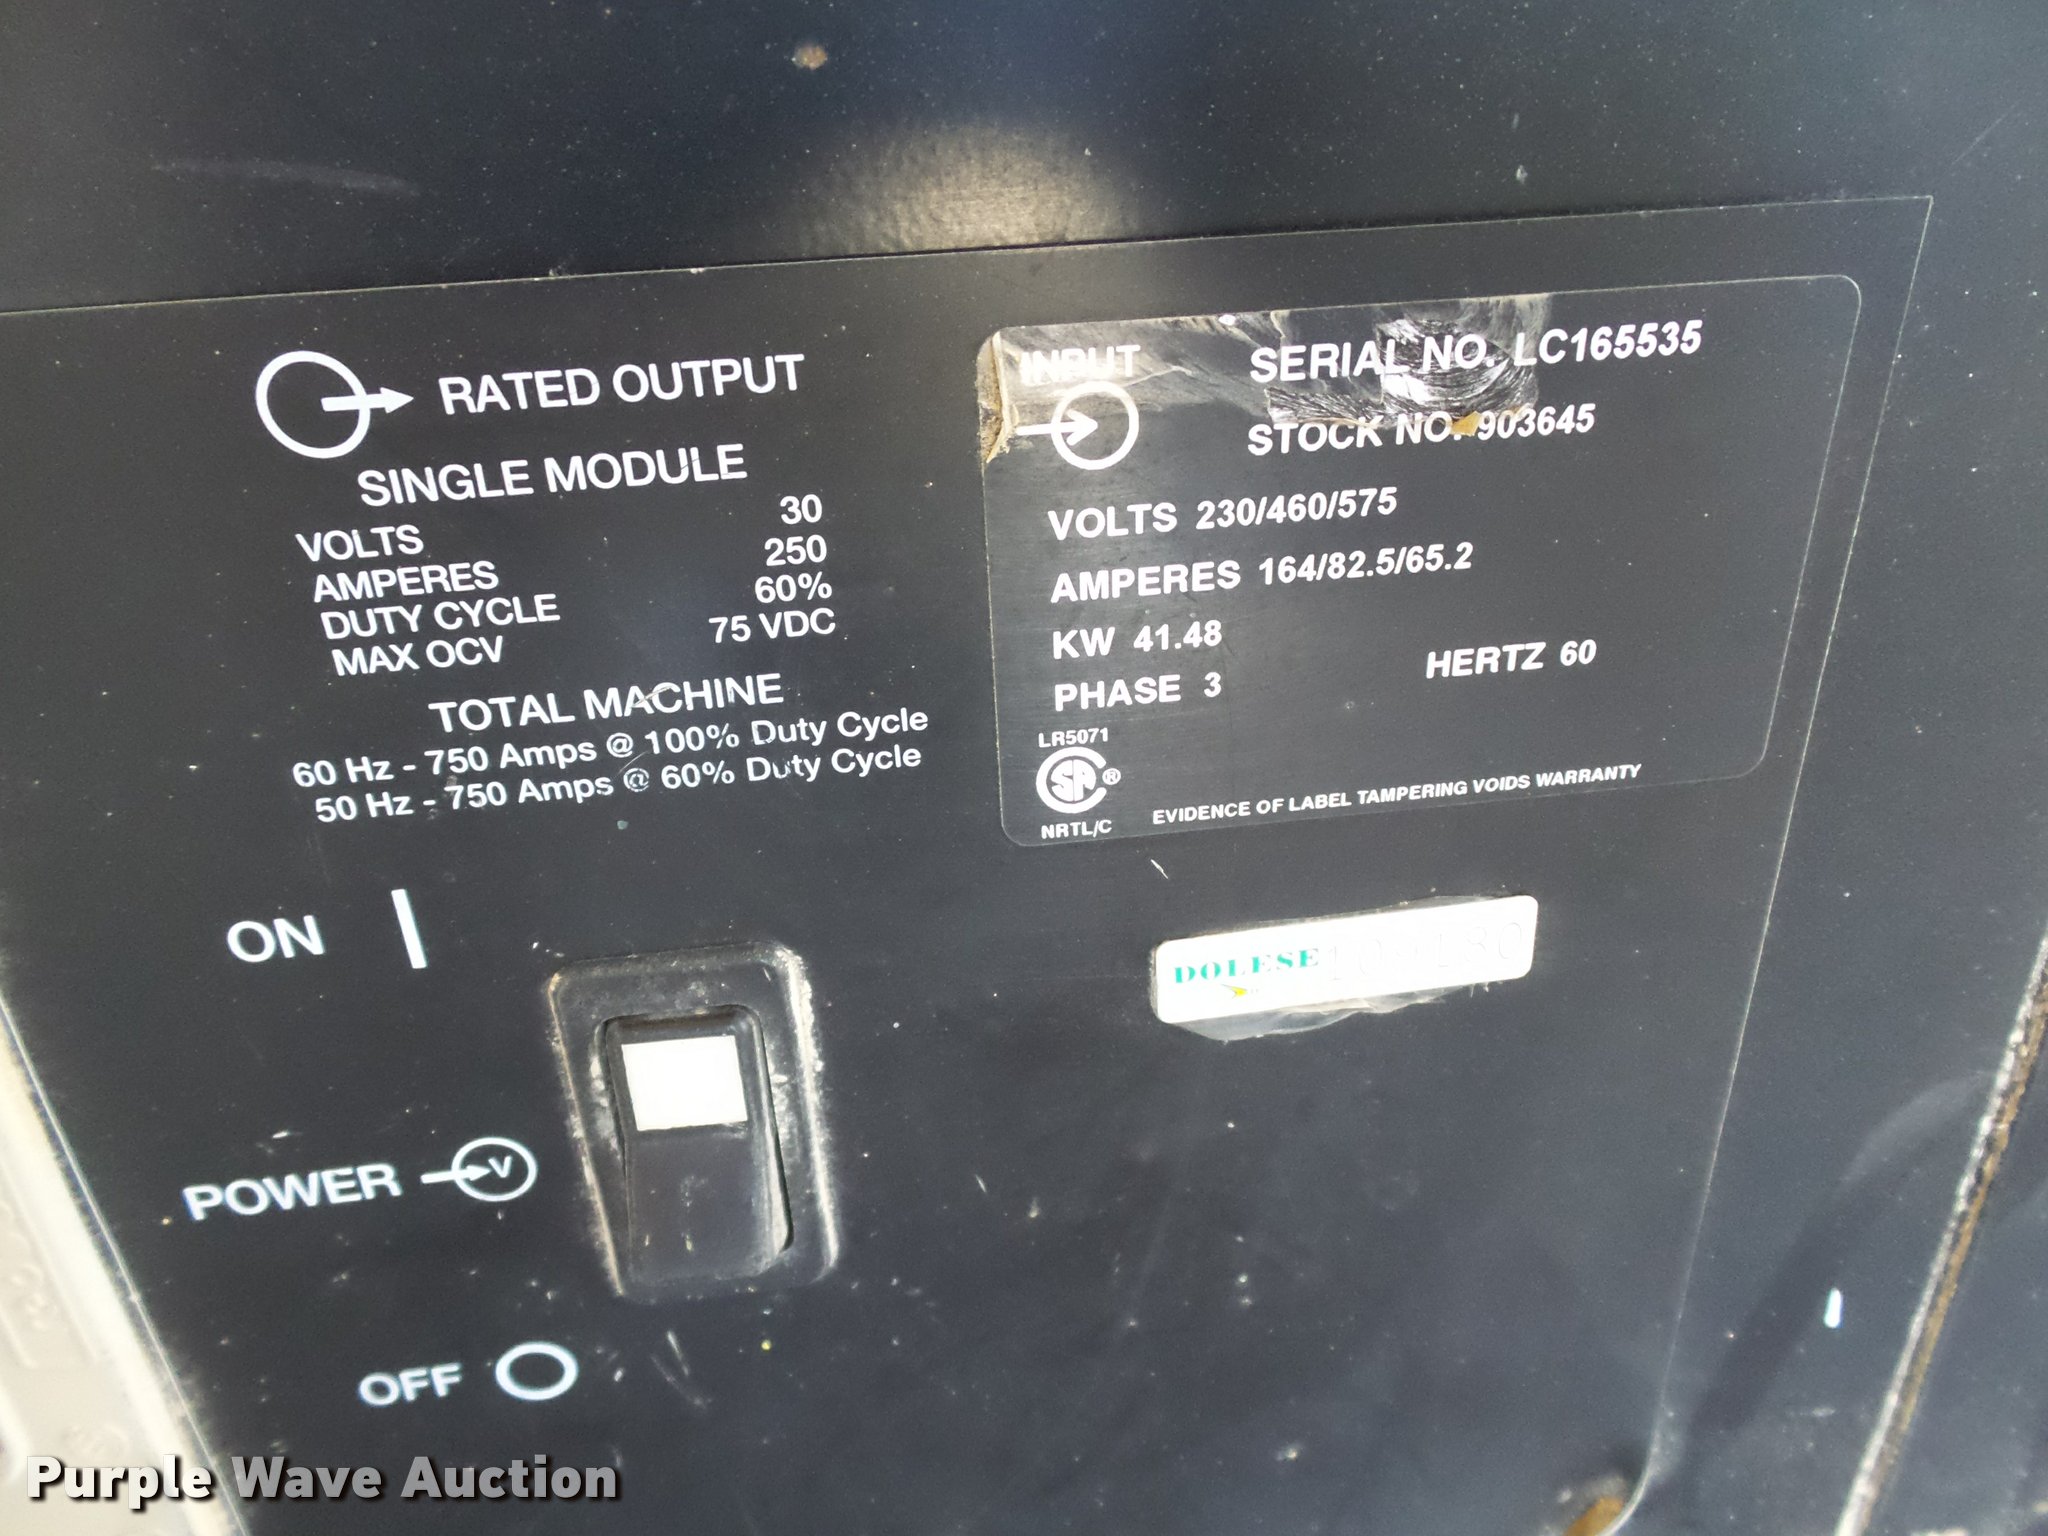 RATED OUTPUT
SINGLE MODULE
VOLTS 30
AMPERES 250
DUTY CYCLE 60%
MAX OCV 75 VDC
TOTAL MACHINE
60 Hz - 750 Amps @ 100% Duty Cycle
50 Hz - 750 Amps @ 60% Duty Cycle
INPUT
SERIAL NO. LC165535
STOCK NO. 903645
VOLTS 230/460/575
AMPERES 164/82.5/65.2
KW 41.48
PHASE 3 HERTZ 60
LR5071
SA®
NRTL/C
EVIDENCE OF LABEL TAMPERING VOIDS WARRANTY
DOLESE
ON
POWER V
OFF
Purple Wave Auction